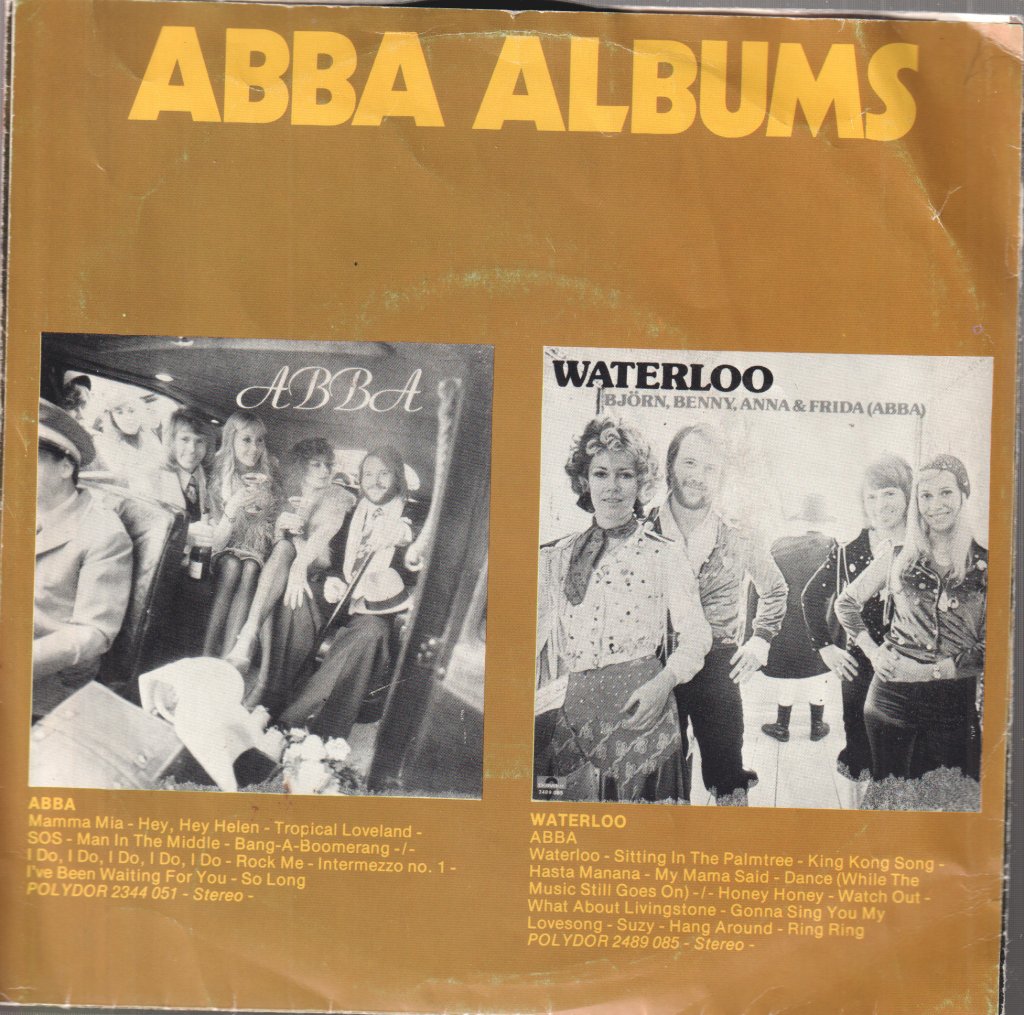 ABBA ALBUMS
ABBA
WATERLOO
BJÖRN, BENNY, ANNA & FRIDA (ABBA)
2489 085
ABBA
Mamma Mia - Hey, Hey Helen - Tropical Loveland -
SOS - Man In The Middle - Bang-A-Boomerang -/-
I Do, I Do, I Do, I Do, I Do - Rock Me - Intermezzo no. 1 -
I've Been Waiting For You - So Long
POLYDOR 2344 051 - Stereo -
WATERLOO
ABBA
Waterloo - Sitting In The Palmtree - King Kong Song -
Hasta Manana - My Mama Said - Dance (While The
Music Still Goes On) -/- Honey Honey - Watch Out -
What About Livingstone - Gonna Sing You My
Lovesong - Suzy - Hang Around - Ring Ring
POLYDOR 2489 085 - Stereo -